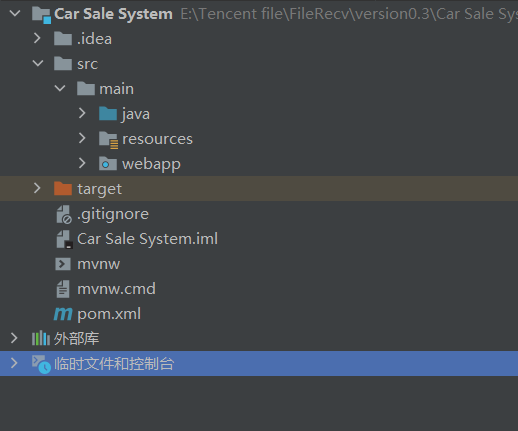 Car Sale System E:\Tencent file\FileRecv\version0.3\Car Sale Sys
.idea
src
main
java
resources
webapp
target
.gitignore
Car Sale System.iml
mvnw
mvnw.cmd
pom.xml
外部库
临时文件和控制台